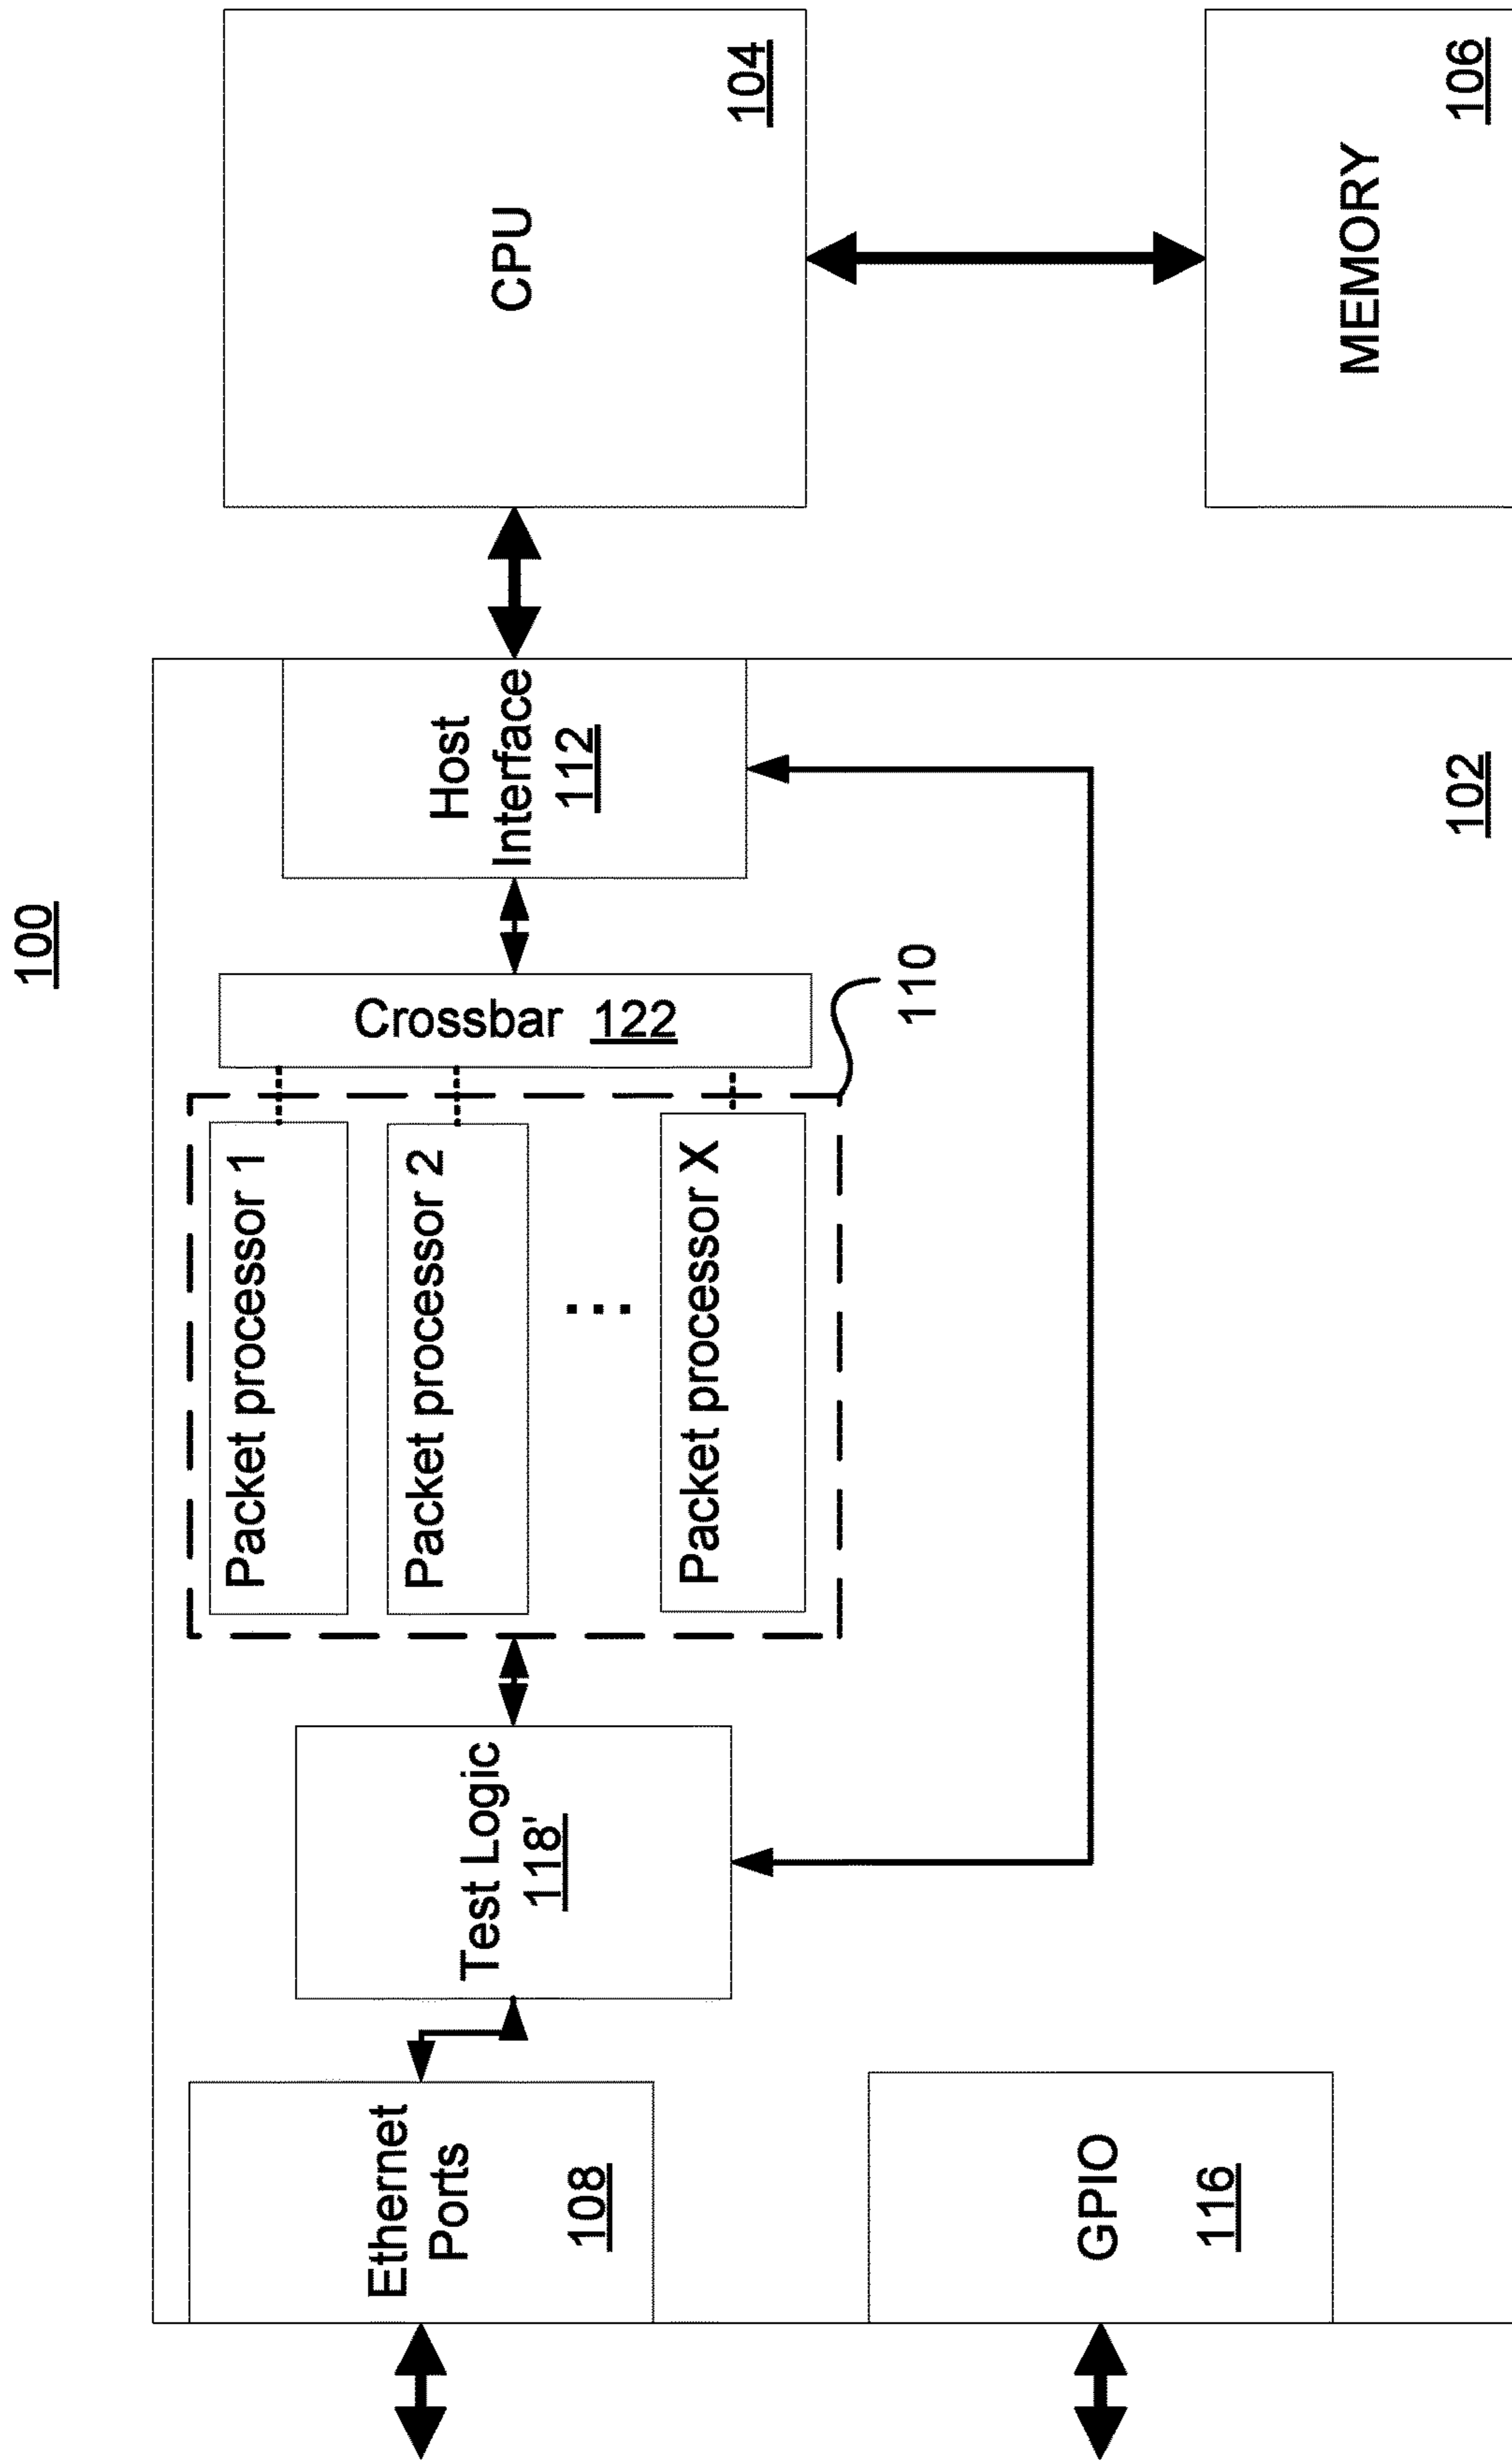 100
Ethernet
Ports
108
GPIO
116
Test Logic
118'
Packet processor 1
Packet processor 2
...
Packet processor X
110
Crossbar 122
Host
Interface
112
102
CPU
104
MEMORY
106